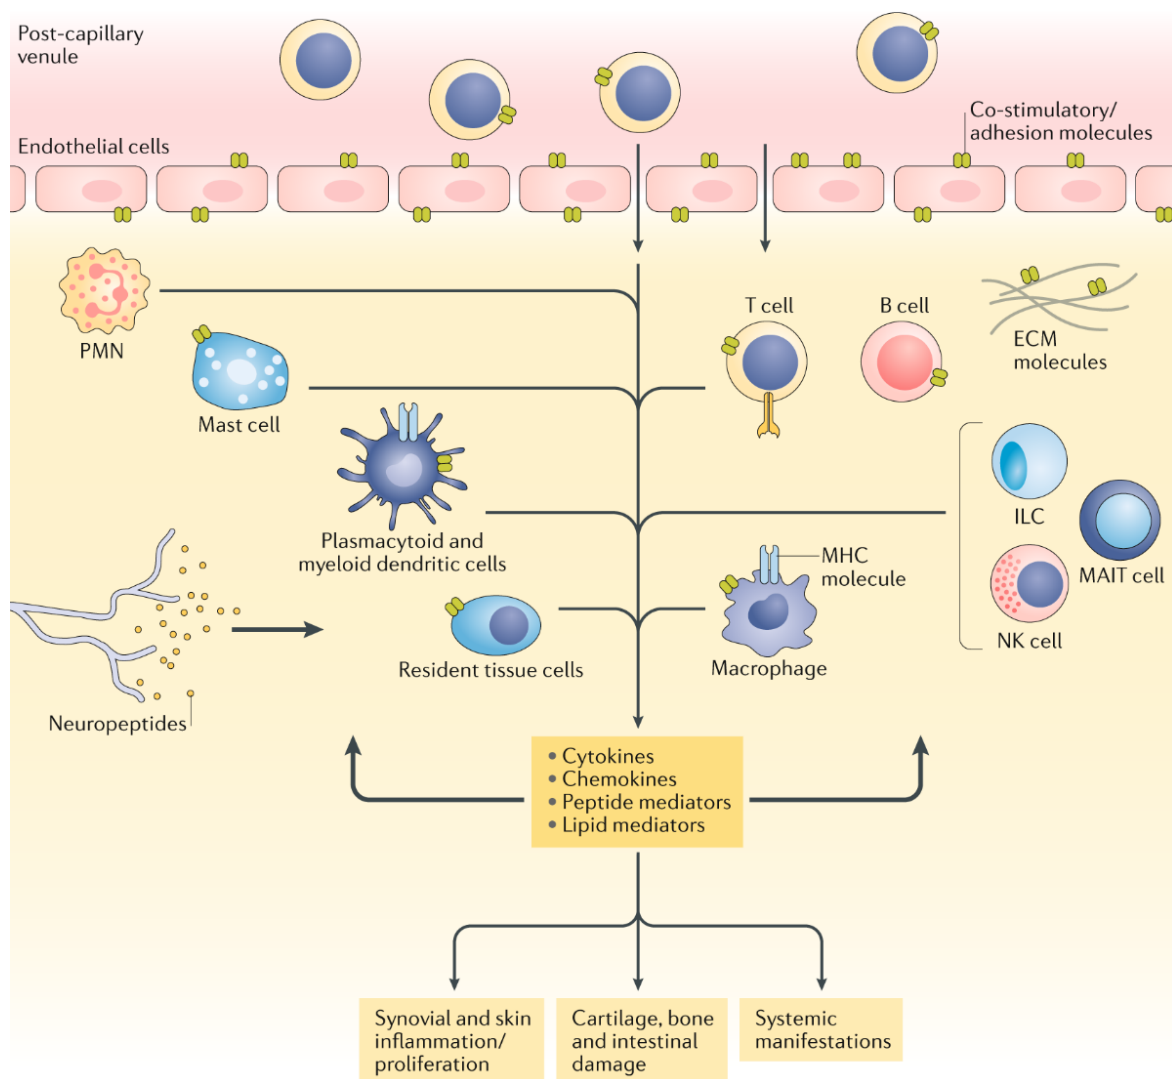 Post-capillary
venule
Co-stimulatory/
adhesion molecules
Endothelial cells
PMN
Mast cell
T cell
B cell
ECM
molecules
Plasmacytoid and
myeloid dendritic cells
ILC
MAIT cell
MHC
molecule
NK cell
Resident tissue cells
Macrophage
Neuropeptides
• Cytokines
• Chemokines
• Peptide mediators
• Lipid mediators
Synovial and skin
inflammation/
proliferation
Cartilage, bone
and intestinal
damage
Systemic
manifestations